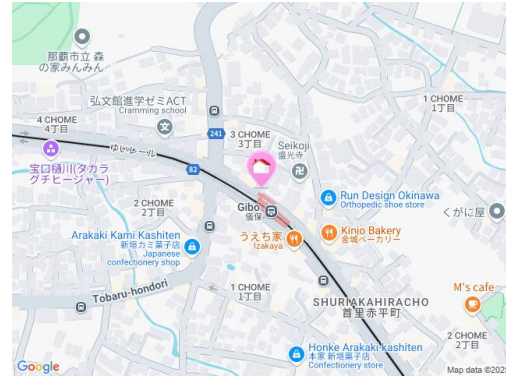 那覇市立 森
の家みんみん
弘文館進学ゼミACT
Cramming school
1 CHOME
1丁目
4 CHOME
4丁目
241
3 CHOME
3丁目
Seikoji
盛光寺
ゆいレール
宝口樋川(タカラ
グチヒージャー)
82
Run Design Okinawa
Orthopedic shoe store
2 CHOME
2丁目
Gibo
儀保
くがに屋
Arakaki Kami Kashiten
新垣カミ菓子店
Japanese
confectionery shop
うえち家
Izakaya
Kinjo Bakery
金城ベーカリー
Tobaru-hondori
1 CHOME
1丁目
SHURIAKAHIRACHO
首里赤平町
M's cafe
2 CHOME
2丁目
Honke Arakaki-kashiten
本家 新垣菓子店
Confectionery store
Google
Map data ©2025